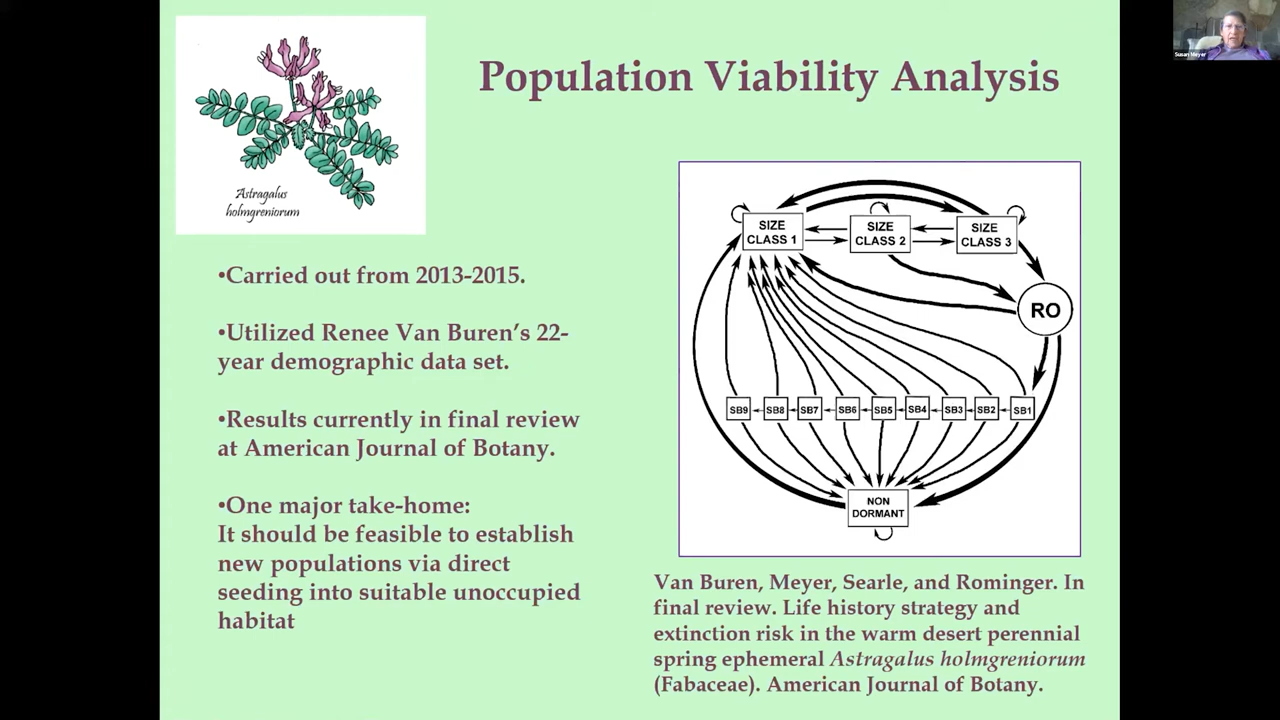 Susan Meyer
Population Viability Analysis
Astragalus
holmgreniorum
•Carried out from 2013-2015.
•Utilized Renee Van Buren’s 22-
year demographic data set.
•Results currently in final review
at American Journal of Botany.
•One major take-home:
It should be feasible to establish
new populations via direct
seeding into suitable unoccupied
habitat
SIZE
CLASS 1
SIZE
CLASS 2
SIZE
CLASS 3
RO
SB9
SB8
SB7
SB6
SB5
SB4
SB3
SB2
SB1
NON
DORMANT
Van Buren, Meyer, Searle, and Rominger. In
final review. Life history strategy and
extinction risk in the warm desert perennial
spring ephemeral Astragalus holmgreniorum
(Fabaceae). American Journal of Botany.